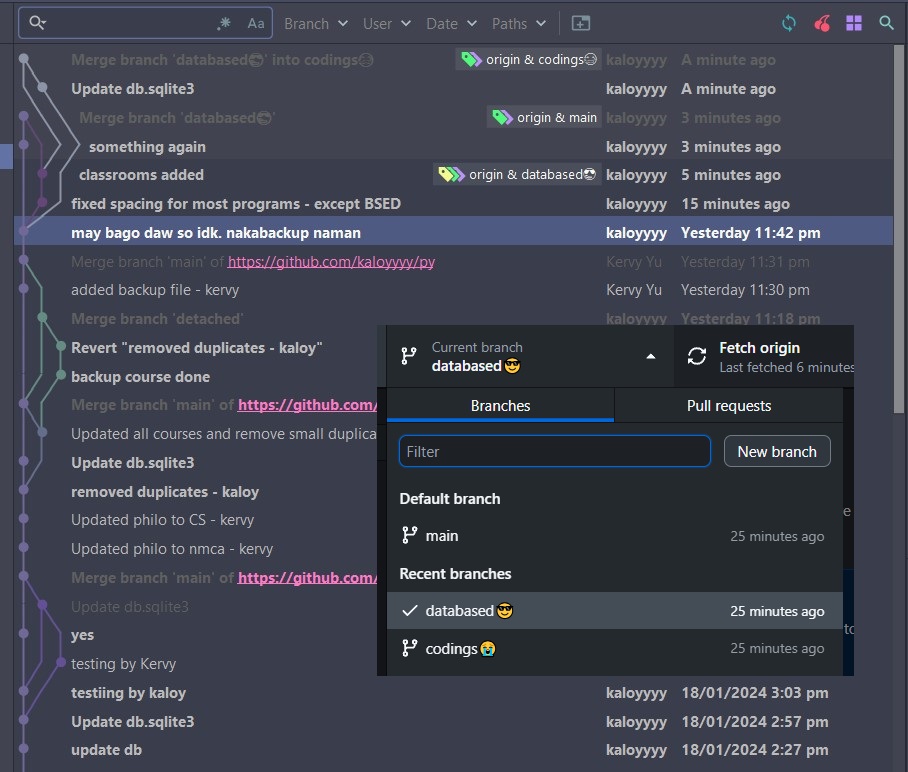 .* Aa Branch User Date Paths
Merge branch 'databased😎' into codings😭 origin & codings😭 kaloyyyy A minute ago
Update db.sqlite3 kaloyyyy A minute ago
Merge branch 'databased😎' origin & main kaloyyyy 3 minutes ago
something again kaloyyyy 3 minutes ago
classrooms added origin & databased😎 kaloyyyy 5 minutes ago
fixed spacing for most programs - except BSED kaloyyyy 15 minutes ago
may bago daw so idk. nakabackup naman kaloyyyy Yesterday 11:42 pm
Merge branch 'main' of https://github.com/kaloyyyy/py Kervy Yu Yesterday 11:31 pm
added backup file - kervy Kervy Yu Yesterday 11:30 pm
Merge branch 'detached' kaloyyyy Yesterday 11:18 pm
Revert "removed duplicates - kaloy"
backup course done
Merge branch 'main' of https://github.com/
Updated all courses and remove small duplica
Update db.sqlite3
removed duplicates - kaloy
Updated philo to CS - kervy
Updated philo to nmca - kervy
Merge branch 'main' of https://github.com/
Update db.sqlite3
yes
testing by Kervy
testiing by kaloy kaloyyyy 18/01/2024 3:03 pm
Update db.sqlite3 kaloyyyy 18/01/2024 2:57 pm
update db kaloyyyy 18/01/2024 2:27 pm
Current branch
databased😎
Fetch origin
Last fetched 6 minutes
Branches Pull requests
Filter New branch
Default branch
main 25 minutes ago
Recent branches
databased😎 25 minutes ago
codings😭 25 minutes ago